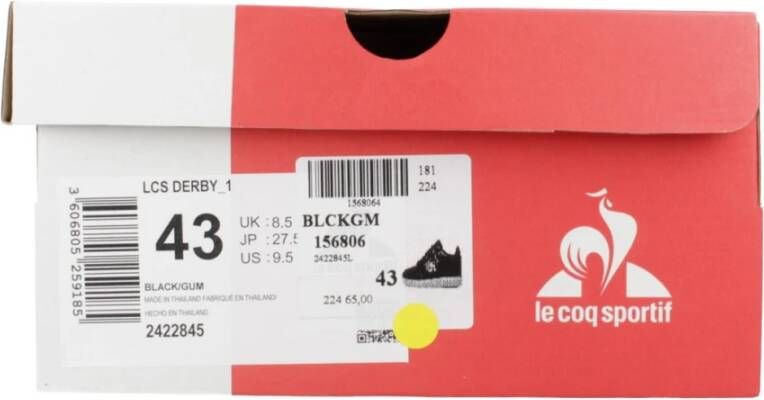 181
224
1568064
LCS DERBY_1
43
UK : 8.5
JP : 27.5
US : 9.5
BLCKGM
156806
2422845L
43
224 65,00
3 606805 259185
BLACK/GUM
MADE IN THAILAND FABRIQUÉ EN THAILAND/
HECHO EN THAILAND
2422845
le coq sportif